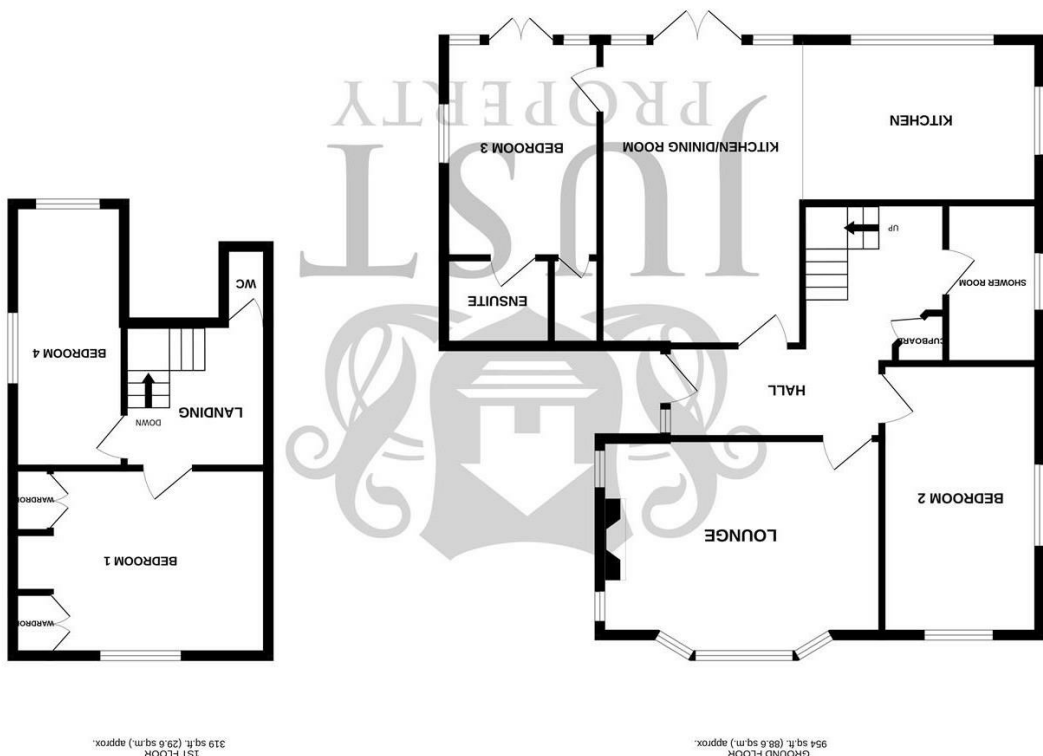 GROUND FLOOR
954 sq.ft. (88.6 sq.m.) approx.
1ST FLOOR
319 sq.ft. (29.6 sq.m.) approx.
BEDROOM 2
LOUNGE
HALL
CUPBOARD
SHOWER ROOM
UP
ENSUITE
KITCHEN
KITCHEN/DINING ROOM
BEDROOM 3
BEDROOM 1
LANDING
DOWN
BEDROOM 4
WC
JUST
PROPERTY